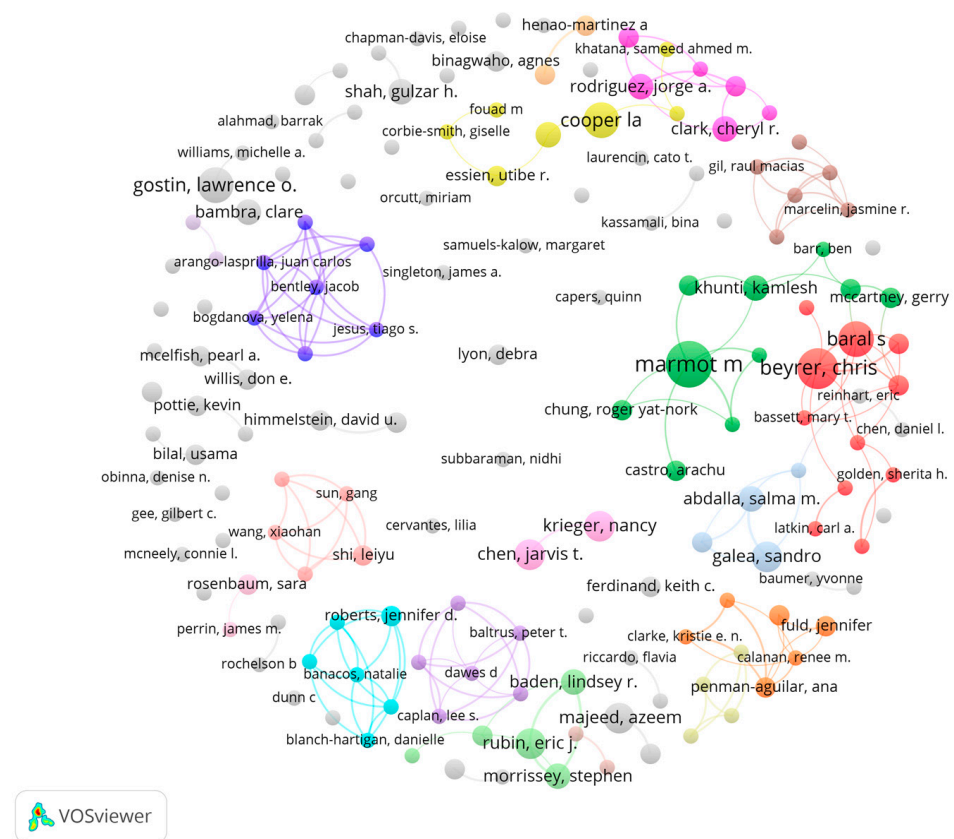 henao-martinez a
chapman-davis, eloise
khatana, sameed ahmed m.
binagwaho, agnes
shah, gulzar h.
rodriguez, jorge a.
fouad m
alahmad, barrak
corbie-smith, giselle
cooper la
clark, cheryl r.
williams, michelle a.
laurencin, cato t.
gil, raul macias
essien, utibe r.
gostin, lawrence o.
orcutt, miriam
bambra, clare
marcelin, jasmine r.
kassamali, bina
samuels-kalow, margaret
barr, ben
arango-lasprilla, juan carlos
singleton, james a.
bentley, jacob
khunti, kamlesh
capers, quinn
mccartney, gerry
bogdanova, yelena
jesus, tiago s.
baral s
mcelfish, pearl a.
lyon, debra
marmot m
beyrer, chris
willis, don e.
reinhart, eric
pottie, kevin
chung, roger yat-nork
bassett, mary t.
himmelstein, david u.
chen, daniel l.
bilal, usama
subbaraman, nidhi
castro, arachu
obinna, denise n.
golden, sherita h.
sun, gang
abdalla, salma m.
gee, gilbert c.
cervantes, lilia
krieger, nancy
latkin, carl a.
wang, xiaohan
mcneely, connie l.
shi, leiyu
chen, jarvis t.
galea, sandro
rosenbaum, sara
ferdinand, keith c.
baumer, yvonne
roberts, jennifer d.
perrin, james m.
baltrus, peter t.
clarke, kristie e. n.
fuld, jennifer
rochelson b
riccardo, flavia
calanan, renee m.
banacos, natalie
dawes d
baden, lindsey r.
penman-aguilar, ana
dunn c
caplan, lee s.
majeed, azeem
blanch-hartigan, danielle
rubin, eric j.
morrissey, stephen
VOSviewer